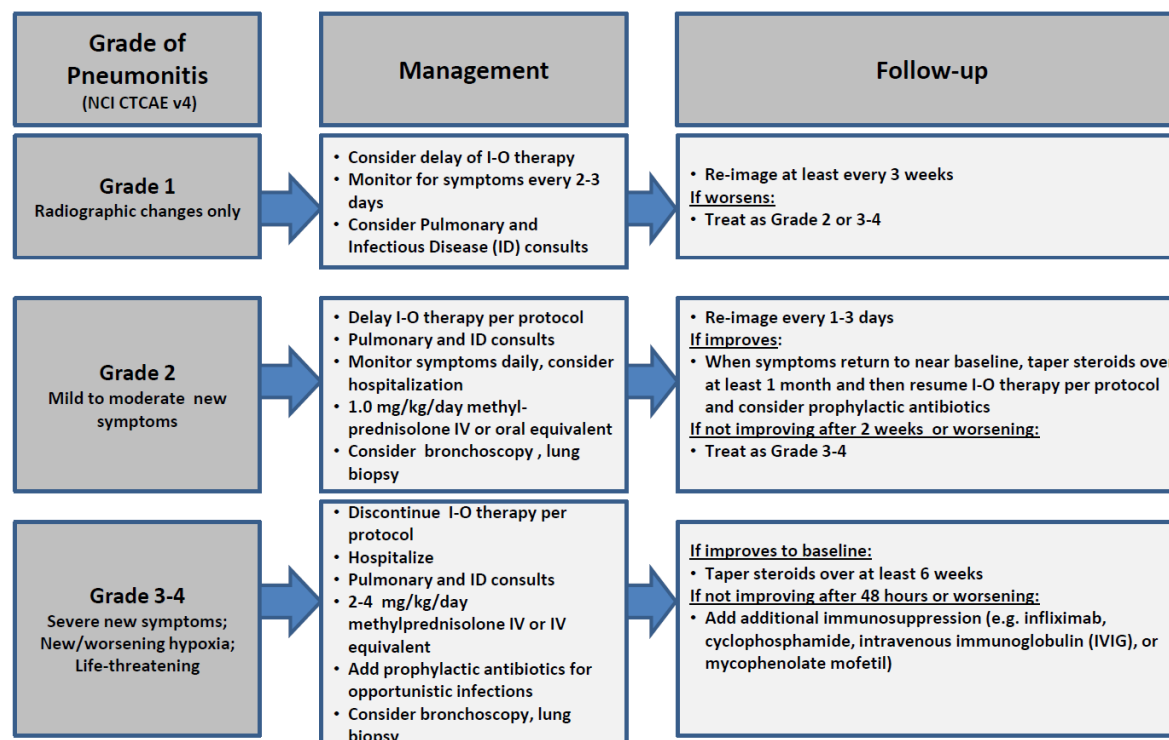 Grade of
Pneumonitis
(NCI CTCAE v4)
Management
Follow-up
Grade 1
Radiographic changes only
• Consider delay of I-O therapy
• Monitor for symptoms every 2-3
days
• Consider Pulmonary and
Infectious Disease (ID) consults
• Re-image at least every 3 weeks
If worsens:
• Treat as Grade 2 or 3-4
Grade 2
Mild to moderate new
symptoms
• Delay I-O therapy per protocol
• Pulmonary and ID consults
• Monitor symptoms daily, consider
hospitalization
• 1.0 mg/kg/day methyl-
prednisolone IV or oral equivalent
• Consider bronchoscopy , lung
biopsy
• Re-image every 1-3 days
If improves:
• When symptoms return to near baseline, taper steroids over
at least 1 month and then resume I-O therapy per protocol
and consider prophylactic antibiotics
If not improving after 2 weeks or worsening:
• Treat as Grade 3-4
Grade 3-4
Severe new symptoms;
New/worsening hypoxia;
Life-threatening
• Discontinue I-O therapy per
protocol
• Hospitalize
• Pulmonary and ID consults
• 2-4 mg/kg/day
methylprednisolone IV or IV
equivalent
• Add prophylactic antibiotics for
opportunistic infections
• Consider bronchoscopy, lung
biopsy
If improves to baseline:
• Taper steroids over at least 6 weeks
If not improving after 48 hours or worsening:
• Add additional immunosuppression (e.g. infliximab,
cyclophosphamide, intravenous immunoglobulin (IVIG), or
mycophenolate mofetil)